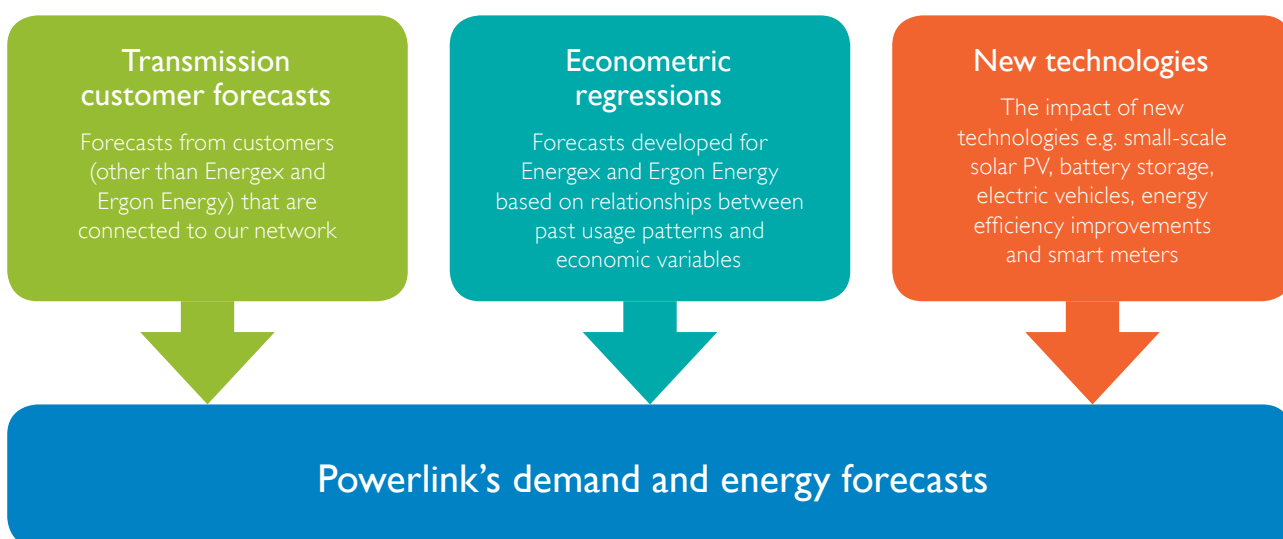 Transmission
customer forecasts
Forecasts from customers
(other than Energex and
Ergon Energy) that are
connected to our network
Econometric
regressions
Forecasts developed for
Energex and Ergon Energy
based on relationships between
past usage patterns and
economic variables
New technologies
The impact of new
technologies e.g. small-scale
solar PV, battery storage,
electric vehicles, energy
efficiency improvements
and smart meters
Powerlink’s demand and energy forecasts